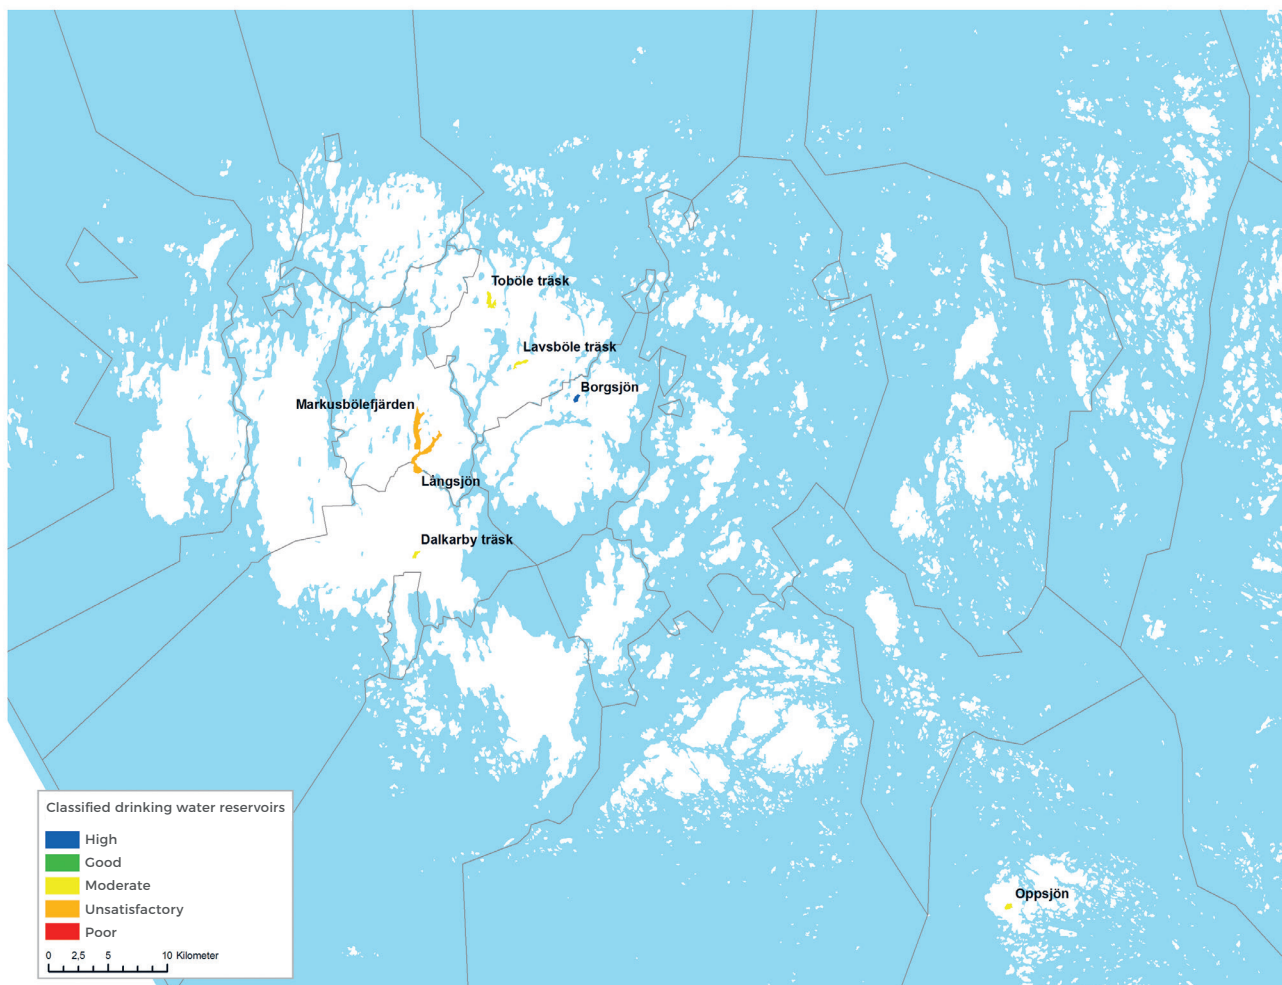 Toböle träsk
Lavsböle träsk
Borgsjön
Markusbölefjärden
Långsjön
Dalkarby träsk
Oppsjön
Classified drinking water reservoirs
High
Good
Moderate
Unsatisfactory
Poor
0 2,5 5 10 Kilometer